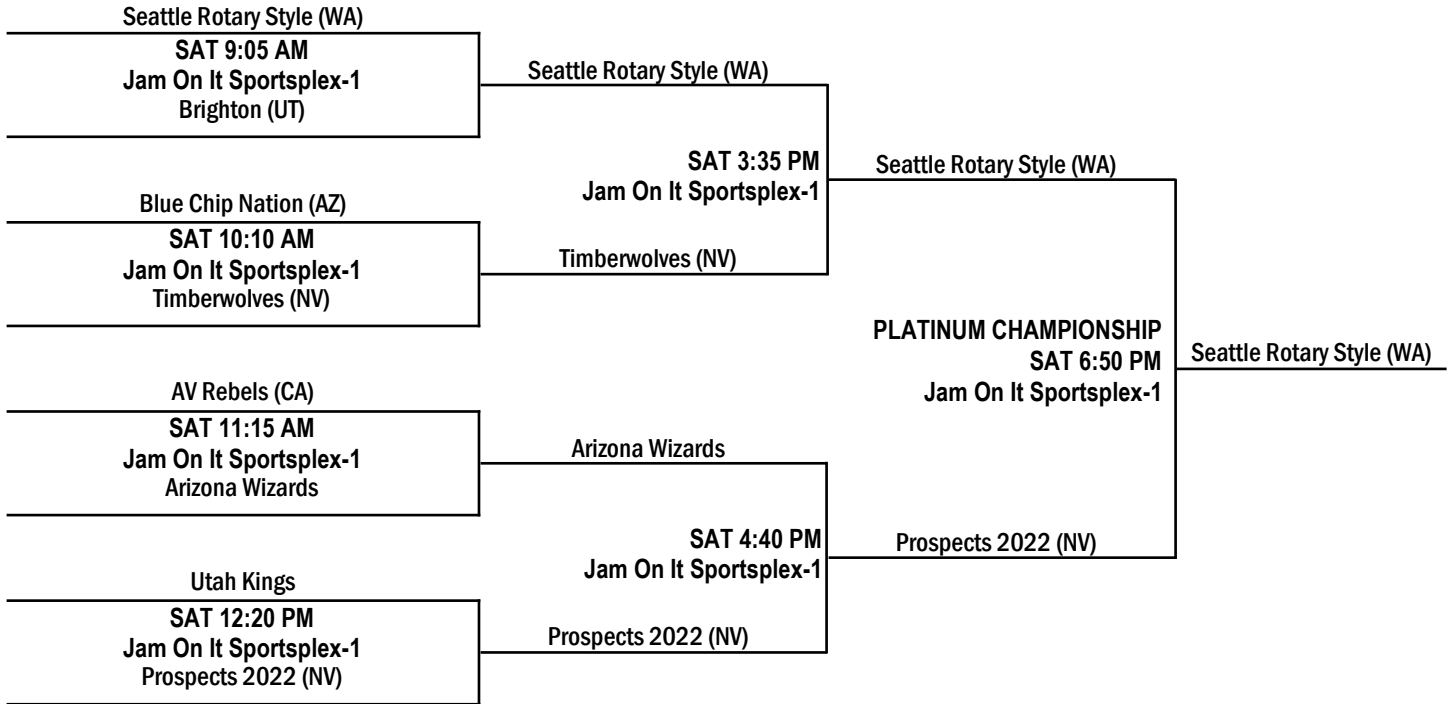 Seattle Rotary Style (WA)
SAT 9:05 AM
Jam On It Sportsplex-1
Brighton (UT)
Seattle Rotary Style (WA)
SAT 3:35 PM
Jam On It Sportsplex-1
Seattle Rotary Style (WA)
Blue Chip Nation (AZ)
SAT 10:10 AM
Jam On It Sportsplex-1
Timberwolves (NV)
Timberwolves (NV)
PLATINUM CHAMPIONSHIP
SAT 6:50 PM
Jam On It Sportsplex-1
Seattle Rotary Style (WA)
AV Rebels (CA)
SAT 11:15 AM
Jam On It Sportsplex-1
Arizona Wizards
Arizona Wizards
SAT 4:40 PM
Jam On It Sportsplex-1
Prospects 2022 (NV)
Utah Kings
SAT 12:20 PM
Jam On It Sportsplex-1
Prospects 2022 (NV)
Prospects 2022 (NV)